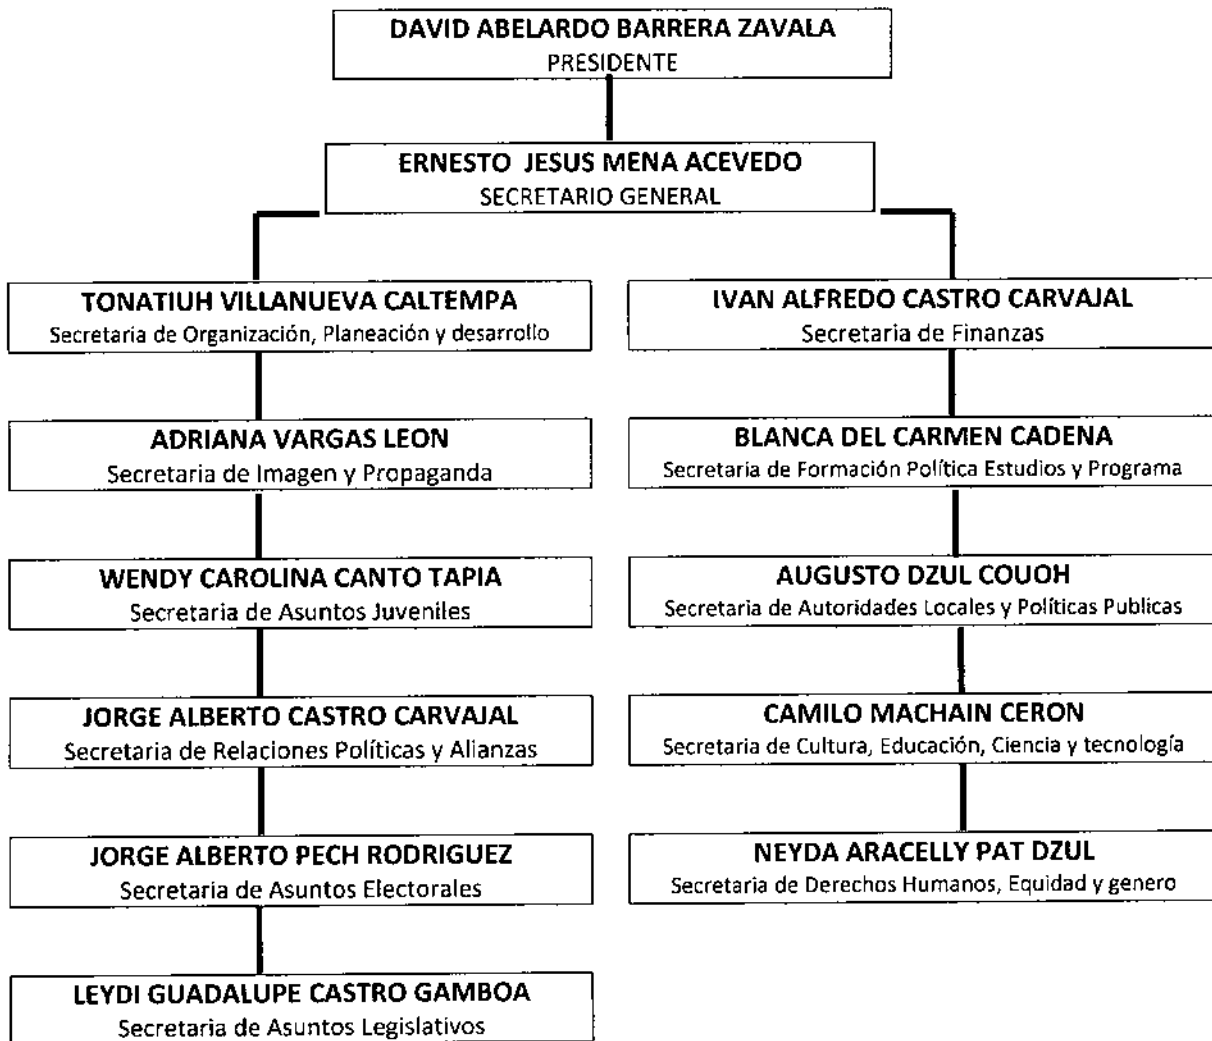 DAVID ABELARDO BARRERA ZAVALA
PRESIDENTE
ERNESTO JESUS MENA ACEVEDO
SECRETARIO GENERAL
TONATIUH VILLANUEVA CALTEMPA
Secretaria de Organización, Planeación y desarrollo
IVAN ALFREDO CASTRO CARVAJAL
Secretaria de Finanzas
ADRIANA VARGAS LEON
Secretaria de Imagen y Propaganda
BLANCA DEL CARMEN CADENA
Secretaria de Formación Política Estudios y Programa
WENDY CAROLINA CANTO TAPIA
Secretaria de Asuntos Juveniles
AUGUSTO DZUL COUOH
Secretaria de Autoridades Locales y Políticas Publicas
JORGE ALBERTO CASTRO CARVAJAL
Secretaria de Relaciones Políticas y Alianzas
CAMILO MACHAIN CERON
Secretaria de Cultura, Educación, Ciencia y tecnología
JORGE ALBERTO PECH RODRIGUEZ
Secretaria de Asuntos Electorales
NEYDA ARACELLY PAT DZUL
Secretaria de Derechos Humanos, Equidad y genero
LEYDI GUADALUPE CASTRO GAMBOA
Secretaria de Asuntos Legislativos